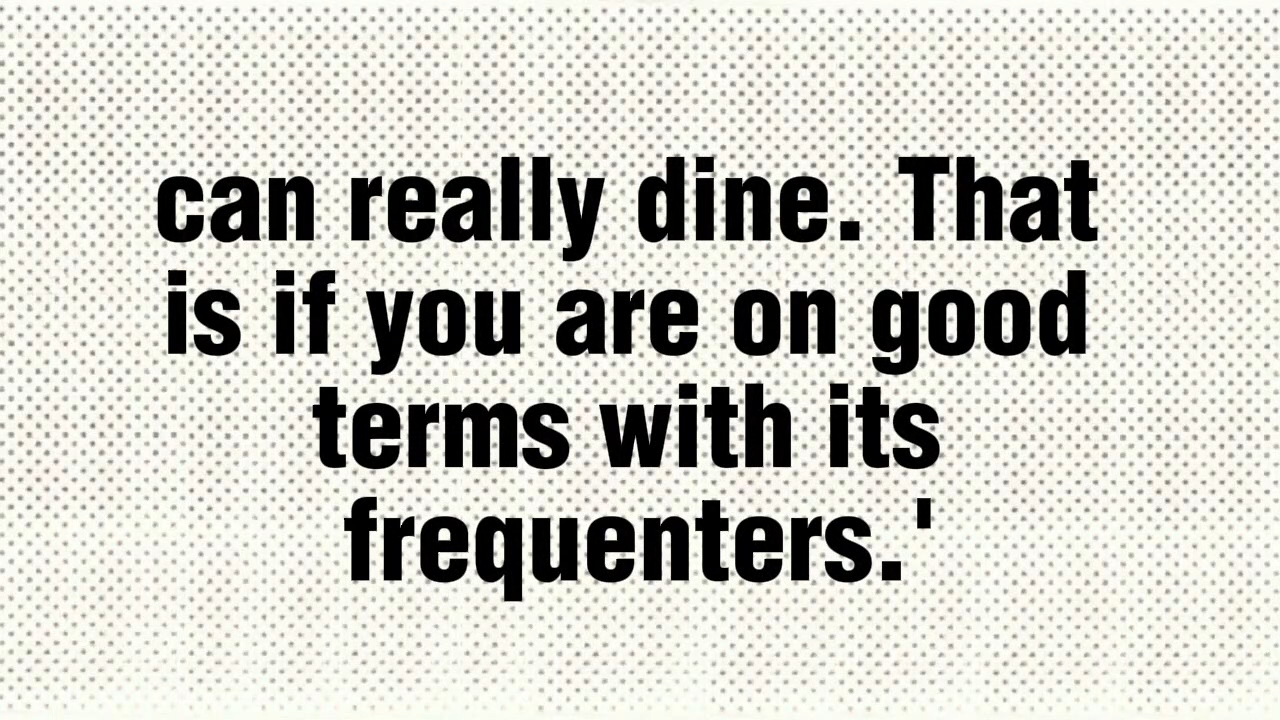 can really dine. That
is if you are on good
terms with its
frequenters.'